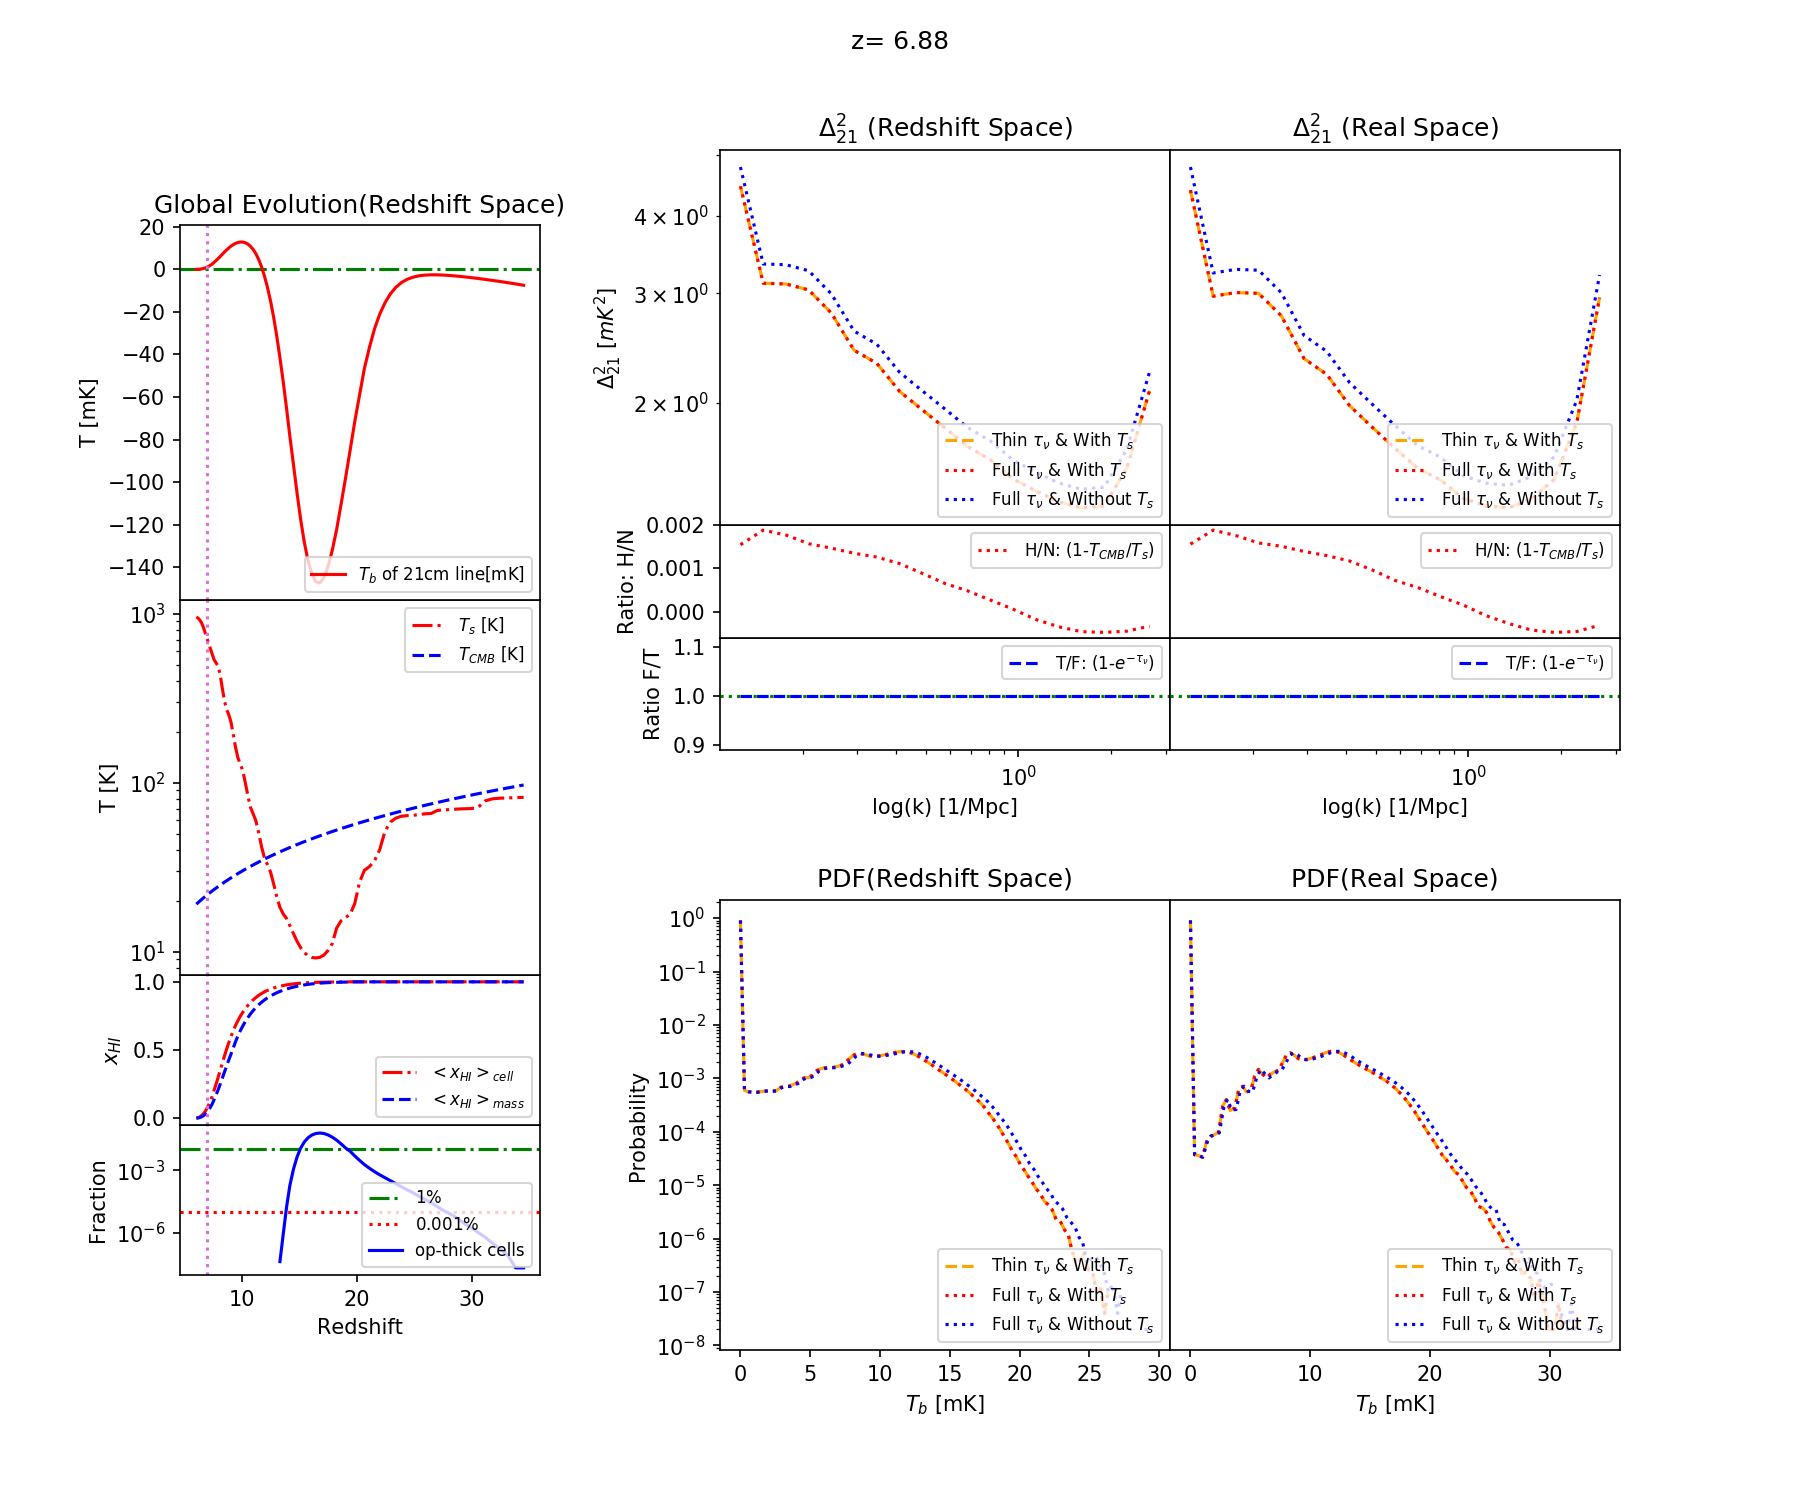 z= 6.88
Global Evolution(Redshift Space)
T [mK]
20
0
−20
−40
−60
−80
−100
−120
−140
T_b of 21cm line[mK]
T [K]
10^3
10^2
10^1
T_s [K]
T_CMB [K]
x_HI
1.0
0.5
0.0
<x_HI>_cell
<x_HI>_mass
Fraction
10^−3
10^−6
1%
0.001%
op-thick cells
10 20 30
Redshift
Δ^2_21 (Redshift Space)
Δ^2_21 (Real Space)
Δ^2_21 [mK^2]
4 × 10^0
3 × 10^0
2 × 10^0
Thin τ_ν & With T_s
Full τ_ν & With T_s
Full τ_ν & Without T_s
Thin τ_ν & With T_s
Full τ_ν & With T_s
Full τ_ν & Without T_s
Ratio: H/N
0.002
0.001
0.000
H/N: (1-T_CMB/T_s)
H/N: (1-T_CMB/T_s)
Ratio F/T
1.1
1.0
0.9
T/F: (1-e^−τ_ν)
T/F: (1-e^−τ_ν)
10^0
10^0
log(k) [1/Mpc]
log(k) [1/Mpc]
PDF(Redshift Space)
PDF(Real Space)
Probability
10^0
10^−1
10^−2
10^−3
10^−4
10^−5
10^−6
10^−7
10^−8
Thin τ_ν & With T_s
Full τ_ν & With T_s
Full τ_ν & Without T_s
Thin τ_ν & With T_s
Full τ_ν & With T_s
Full τ_ν & Without T_s
0 5 10 15 20 25 30
0 10 20 30
T_b [mK]
T_b [mK]